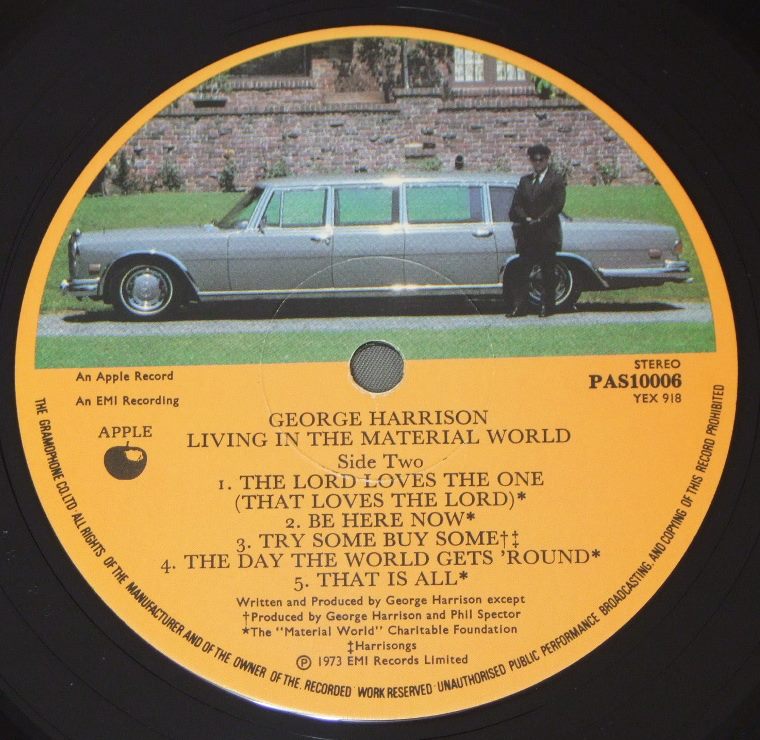 An Apple Record
STEREO
PAS10006
An EMI Recording
YEX 918
APPLE
GEORGE HARRISON
LIVING IN THE MATERIAL WORLD
Side Two
1. THE LORD LOVES THE ONE
(THAT LOVES THE LORD)*
2. BE HERE NOW*
3. TRY SOME BUY SOME†‡
4. THE DAY THE WORLD GETS 'ROUND*
5. THAT IS ALL*
Written and Produced by George Harrison except
†Produced by George Harrison and Phil Spector
*The "Material World" Charitable Foundation
‡Harrisongs
℗ 1973 EMI Records Limited
THE GRAMOPHONE CO.LTD ALL RIGHTS OF THE MANUFACTURER AND OF THE OWNER OF THE RECORDED WORK RESERVED UNAUTHORISED PUBLIC PERFORMANCE BROADCASTING AND COPYING OF THIS RECORD PROHIBITED